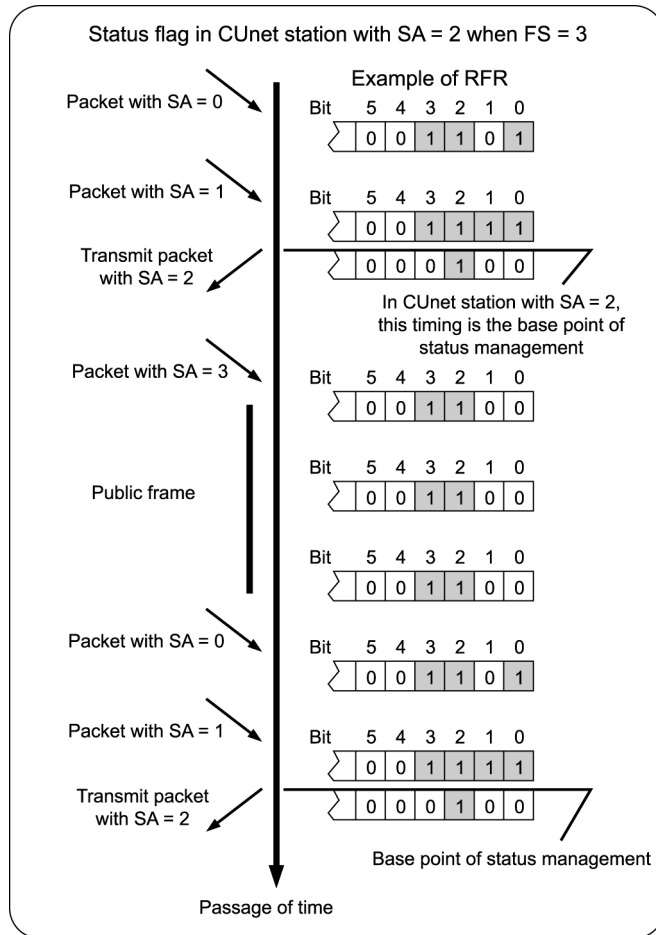 Status flag in CUnet station with SA = 2 when FS = 3
Example of RFR
Packet with SA = 0
Bit 5 4 3 2 1 0
0 0 1 1 0 1
Packet with SA = 1
Bit 5 4 3 2 1 0
0 0 1 1 1 1
Transmit packet
with SA = 2
0 0 0 1 0 0
In CUnet station with SA = 2,
this timing is the base point of
status management
Packet with SA = 3
Bit 5 4 3 2 1 0
0 0 1 1 0 0
Public frame
Bit 5 4 3 2 1 0
0 0 1 1 0 0
Bit 5 4 3 2 1 0
0 0 1 1 0 0
Packet with SA = 0
Bit 5 4 3 2 1 0
0 0 1 1 0 1
Packet with SA = 1
Bit 5 4 3 2 1 0
0 0 1 1 1 1
Transmit packet
with SA = 2
0 0 0 1 0 0
Base point of status management
Passage of time